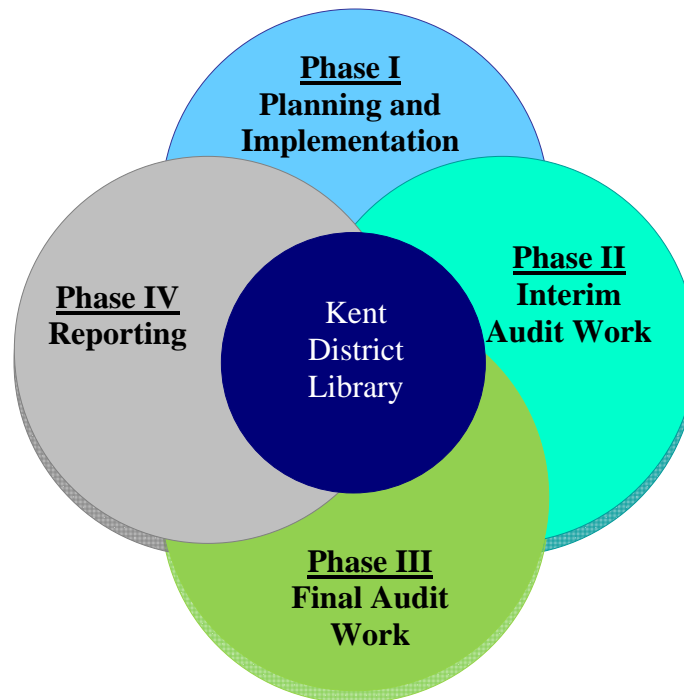 Phase I
Planning and
Implementation
Phase II
Interim
Audit Work
Phase IV
Reporting
Kent
District
Library
Phase III
Final Audit
Work